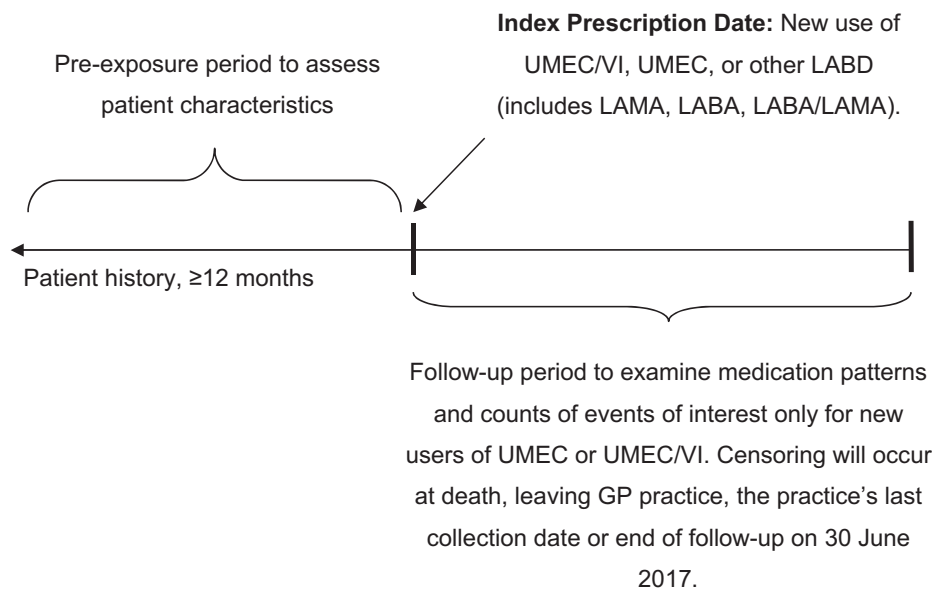 Index Prescription Date: New use of
UMEC/VI, UMEC, or other LABD
(includes LAMA, LABA, LABA/LAMA).
Pre-exposure period to assess
patient characteristics
Patient history, ≥12 months
Follow-up period to examine medication patterns
and counts of events of interest only for new
users of UMEC or UMEC/VI. Censoring will occur
at death, leaving GP practice, the practice’s last
collection date or end of follow-up on 30 June
2017.